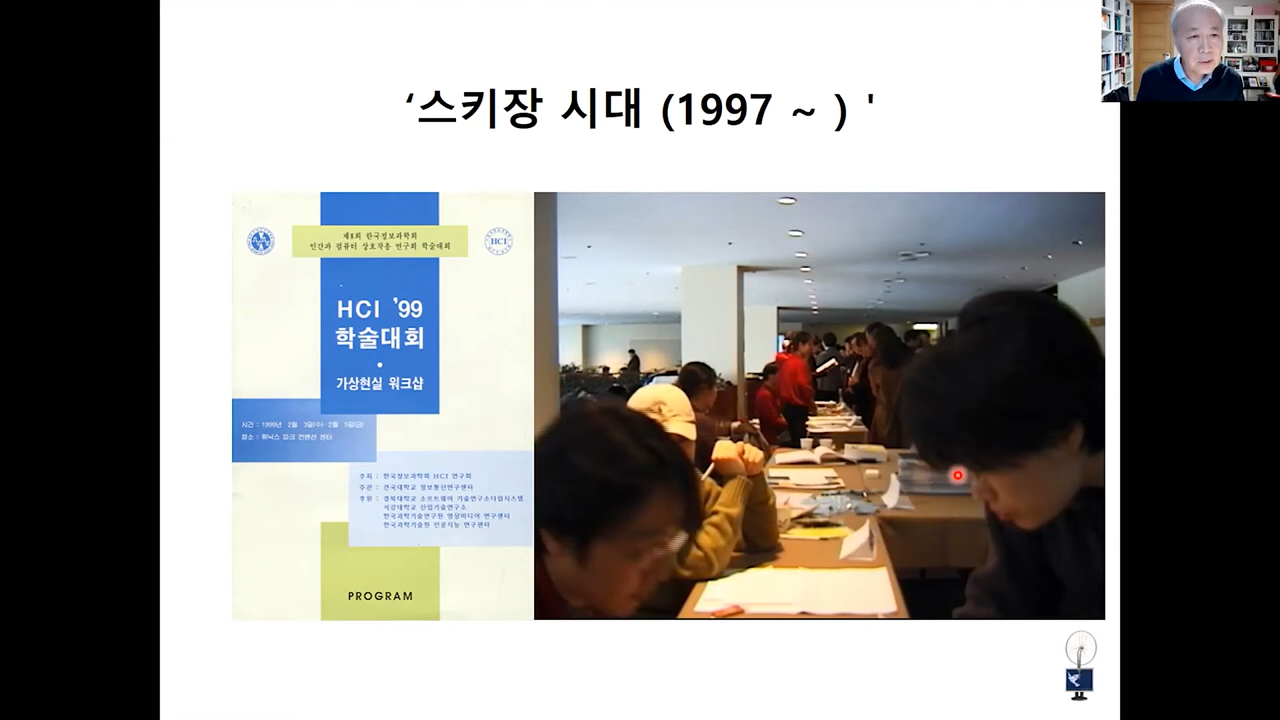 ‘스키장 시대 (1997 ~ ) '
제8회 한국정보과학회
인간과 컴퓨터 상호작용 연구회 학술대회
HCI
HCI '99
학술대회
•
가상현실 워크샵
시간 : 1999년 2월 3일(수)- 2월 5일(금)
장소 : 휘닉스 파크 컨벤션 센타
주최 : 한국정보과학회 HCI 연구회
주관 : 건국대학교 정보통신연구센타
후원 : 경북대학교 소프트웨어 기술연구소다림시스템
서강대학교 산업기술연구소
한국과학기술연구원 영상미디어 연구센터
한국과학기술원 인공지능 연구센터
PROGRAM